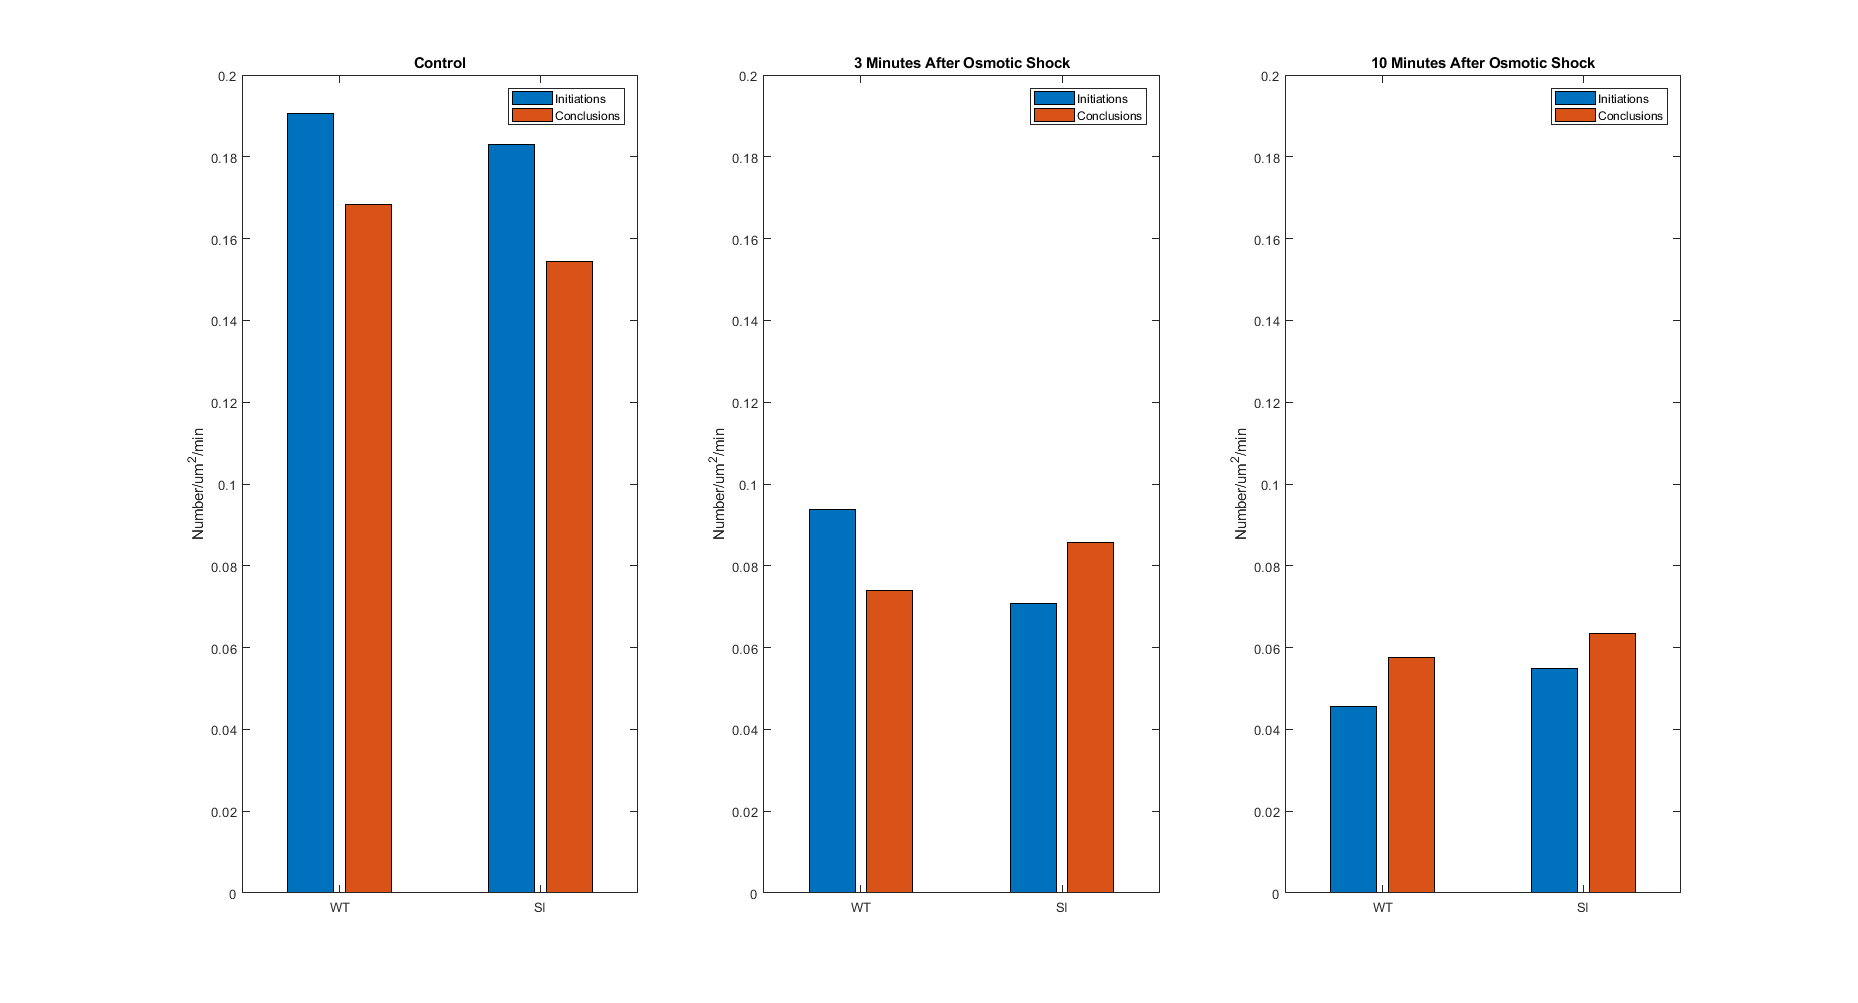 Control
0.2
0.18
0.16
0.14
0.12
0.1
0.08
0.06
0.04
0.02
0
Number/um²/min
Initiations
Conclusions
WT
SI
3 Minutes After Osmotic Shock
0.2
0.18
0.16
0.14
0.12
0.1
0.08
0.06
0.04
0.02
0
Number/um²/min
Initiations
Conclusions
WT
SI
10 Minutes After Osmotic Shock
0.2
0.18
0.16
0.14
0.12
0.1
0.08
0.06
0.04
0.02
0
Number/um²/min
Initiations
Conclusions
WT
SI